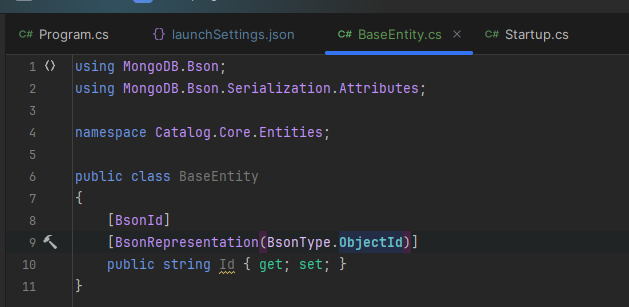 C# Program.cs {} launchSettings.json C# BaseEntity.cs × C# Startup.cs
1 <> using MongoDB.Bson;
2 using MongoDB.Bson.Serialization.Attributes;
3
4 namespace Catalog.Core.Entities;
5
6 public class BaseEntity
7 {
8 [BsonId]
9 [BsonRepresentation(BsonType.ObjectId)]
10 public string Id { get; set; }
11 }